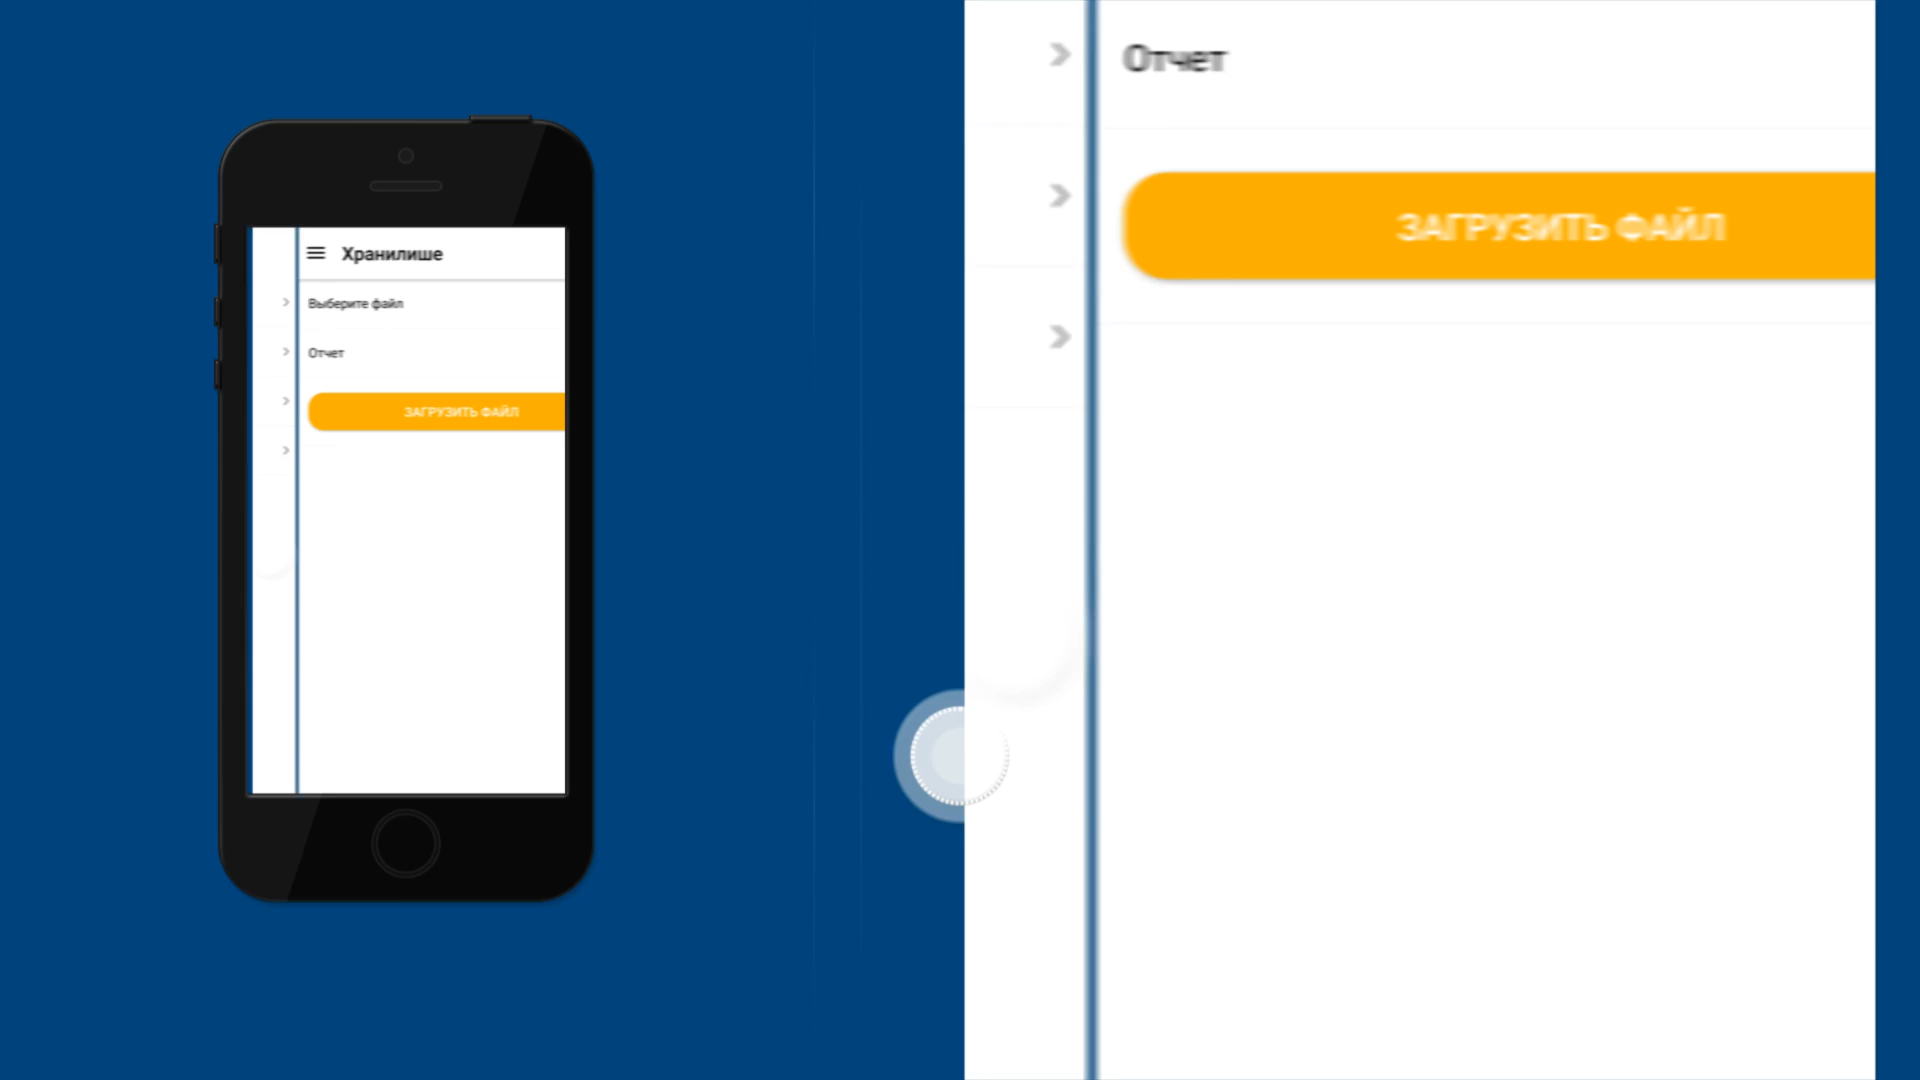 Хранилише
Выберите файл
Отчет
ЗАГРУЗИТЬ ФАЙЛ
Отчет
ЗАГРУЗИТЬ ФАЙЛ